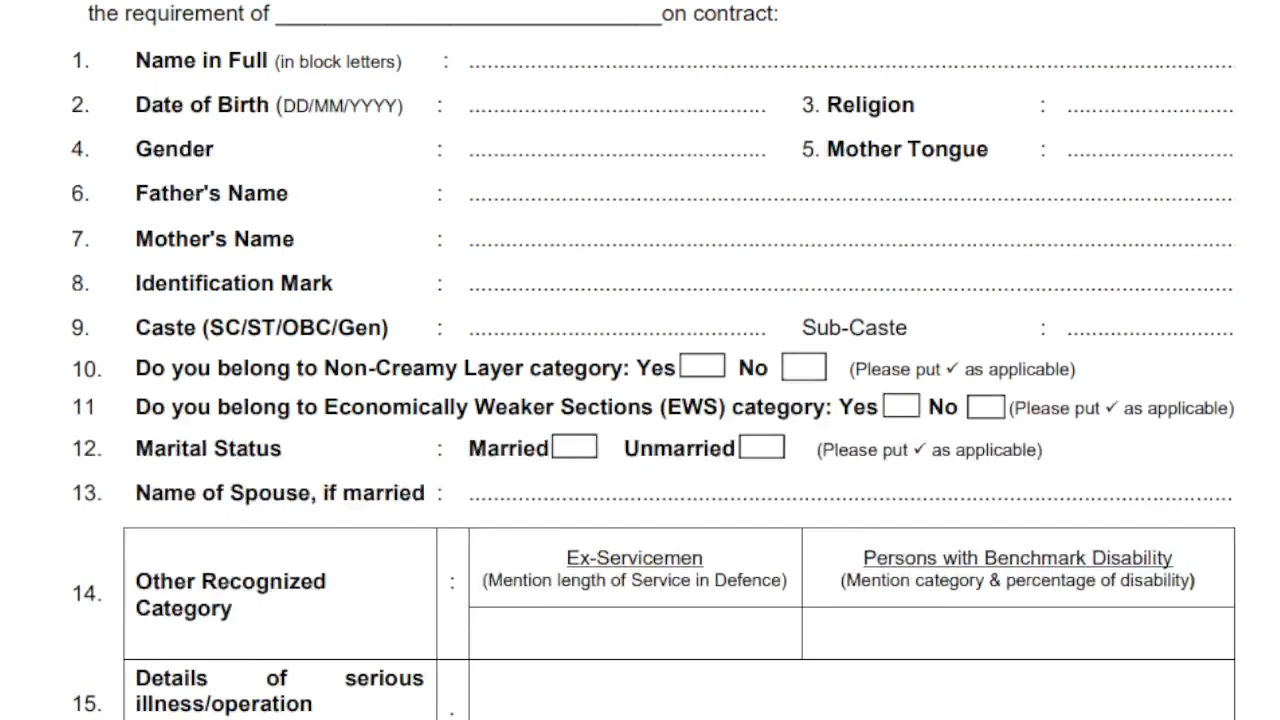 the requirement of ___________________________________on contract:
1. Name in Full (in block letters) : ........................................................................................................
2. Date of Birth (DD/MM/YYYY) : .................................................... 3. Religion : .............................
4. Gender : .................................................... 5. Mother Tongue : .............................
6. Father's Name : ........................................................................................................
7. Mother's Name : ........................................................................................................
8. Identification Mark : ........................................................................................................
9. Caste (SC/ST/OBC/Gen) : .................................................... Sub-Caste : .............................
10. Do you belong to Non-Creamy Layer category: Yes No (Please put ✓ as applicable)
11 Do you belong to Economically Weaker Sections (EWS) category: Yes No (Please put ✓ as applicable)
12. Marital Status : Married Unmarried (Please put ✓ as applicable)
13. Name of Spouse, if married : ........................................................................................................
14. Other Recognized Category :
Ex-Servicemen
(Mention length of Service in Defence)
Persons with Benchmark Disability
(Mention category & percentage of disability)
15. Details of serious
illness/operation